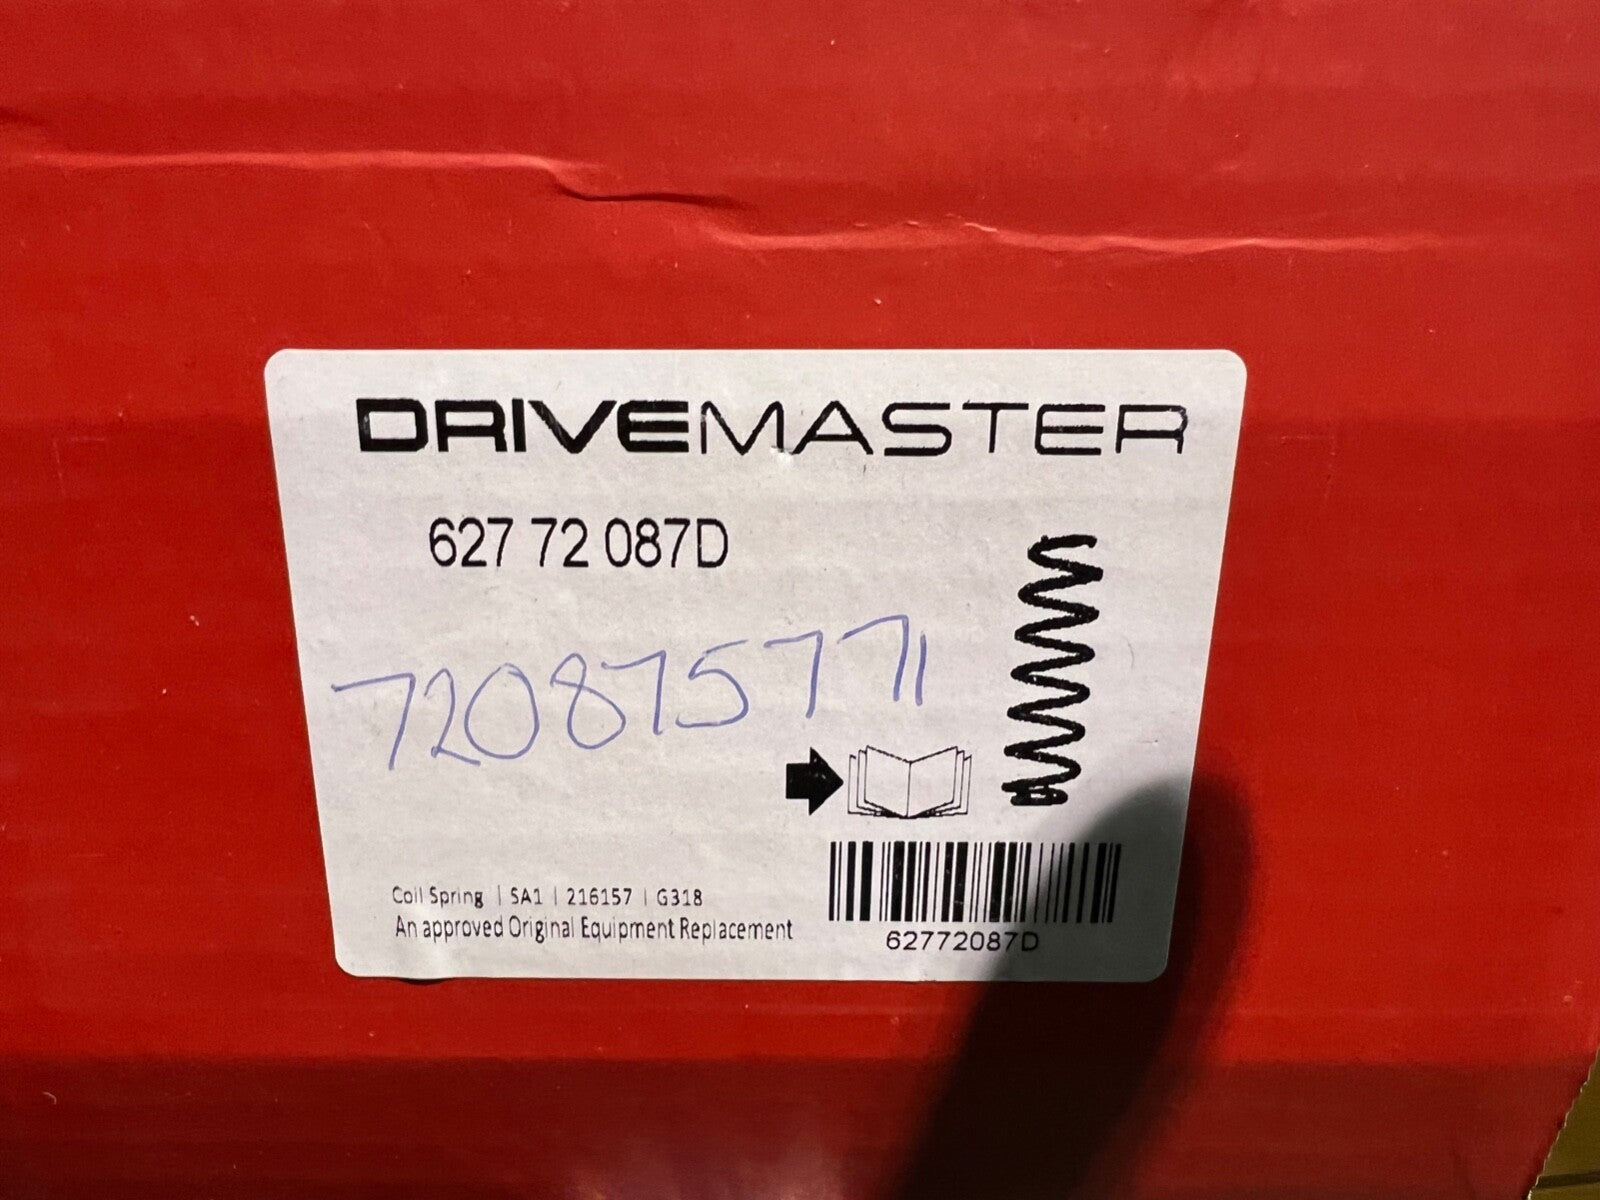 DRIVEMASTER
627 72 087D
720875771
Coil Spring | SA1 | 216157 | G318
An approved Original Equipment Replacement
62772087D